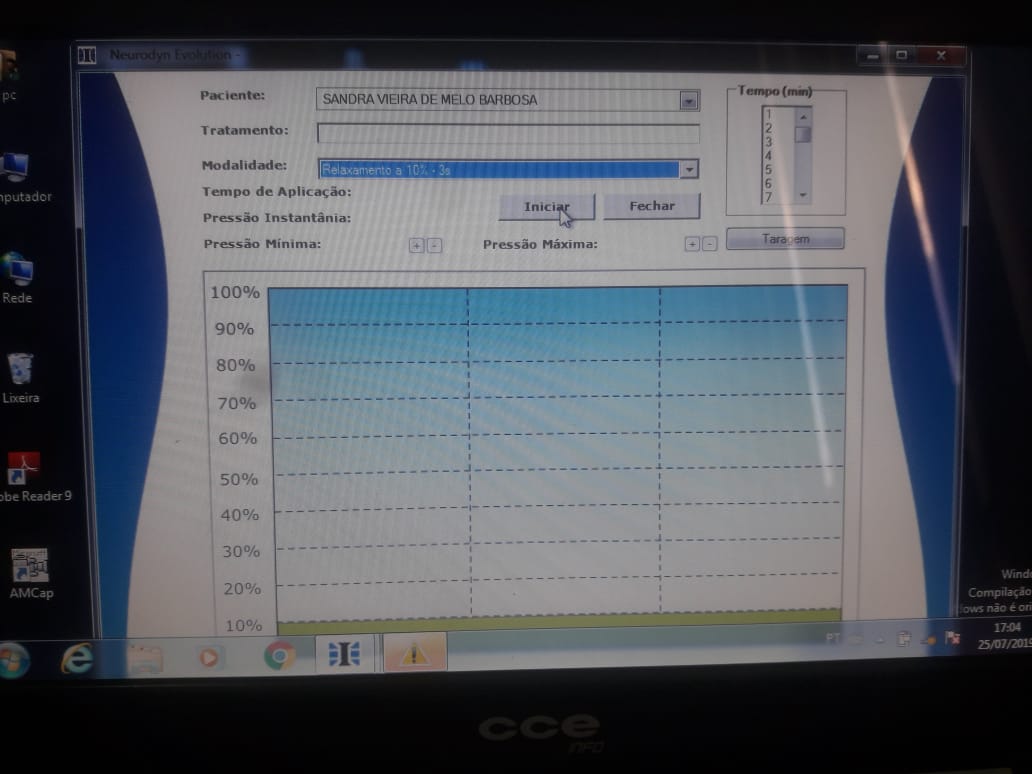 Neurodyn Evolution -
pc
Paciente: SANDRA VIEIRA DE MELO BARBOSA
Tempo (min)
Tratamento:
1
2
3
4
5
6
7
Modalidade: Relaxamento a 10% - 3s
Tempo de Aplicação:
Iniciar Fechar
Pressão Instantânia:
Pressão Mínima: + - Pressão Máxima: + -
Taragem
mputador
Rede
Lixeira
obe Reader 9
AMCap
100%
90%
80%
70%
60%
50%
40%
30%
20%
10%
Windo
Compilação
dows não é ori
PT
17:04
25/07/2019
cce
INFO